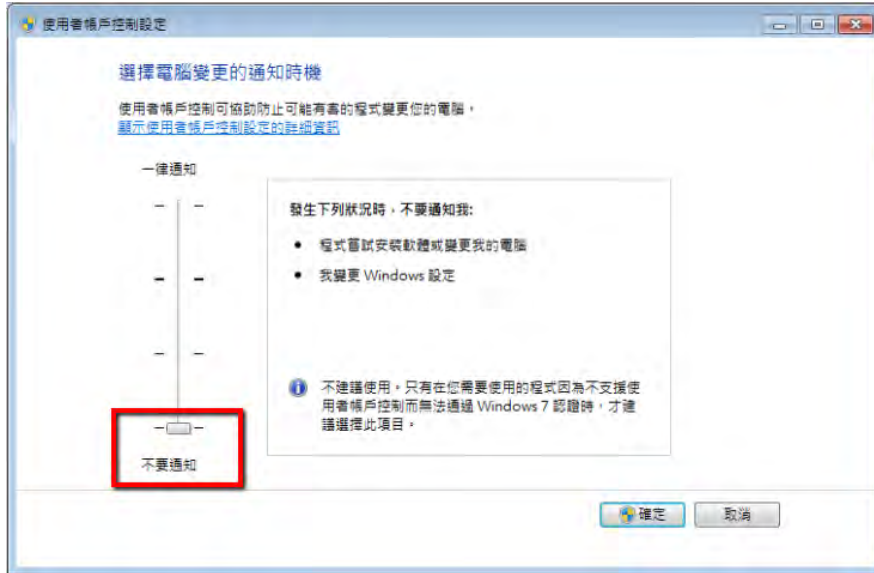 使用者帳戶控制設定
選擇電腦變更的通知時機
使用者帳戶控制可協助防止可能有害的程式變更您的電腦。
顯示使用者帳戶控制設定的詳細資訊
一律通知
發生下列狀況時，不要通知我:
• 程式嘗試安裝軟體或變更我的電腦
• 我變更 Windows 設定
不建議使用。只有在您需要使用的程式因為不支援使
用者帳戶控制而無法通過 Windows 7 認證時，才建
議選擇此項目。
不要通知
確定
取消